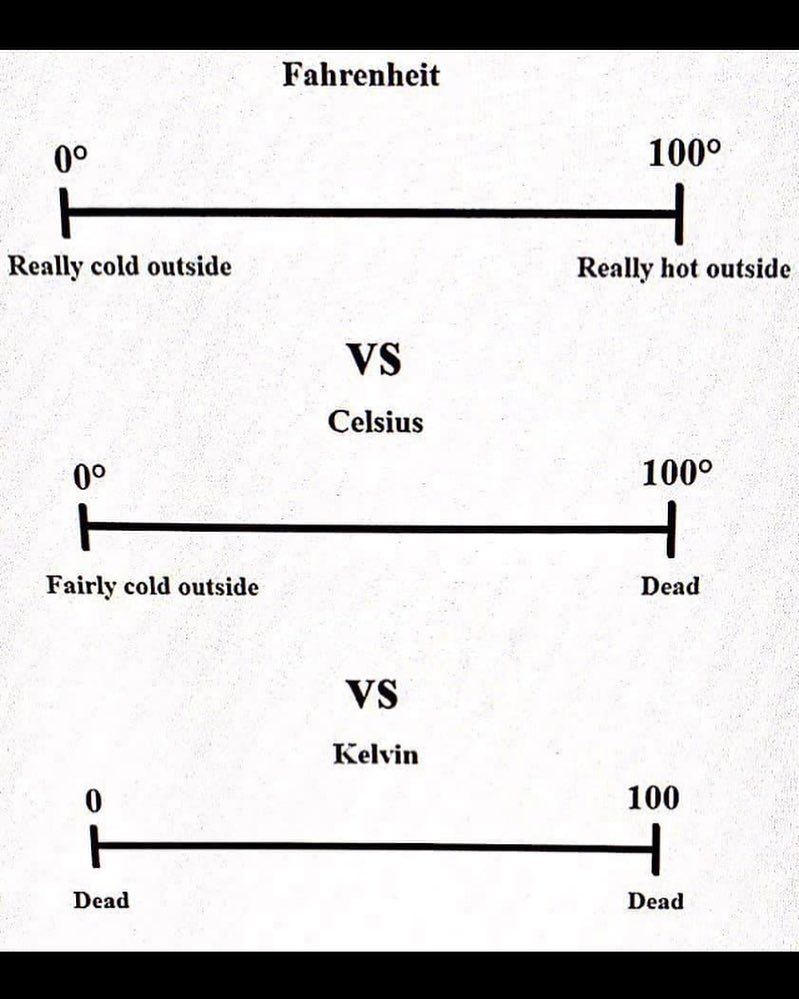 Fahrenheit
0° 100°
Really cold outside Really hot outside
VS
Celsius
0° 100°
Fairly cold outside Dead
VS
Kelvin
0 100
Dead Dead